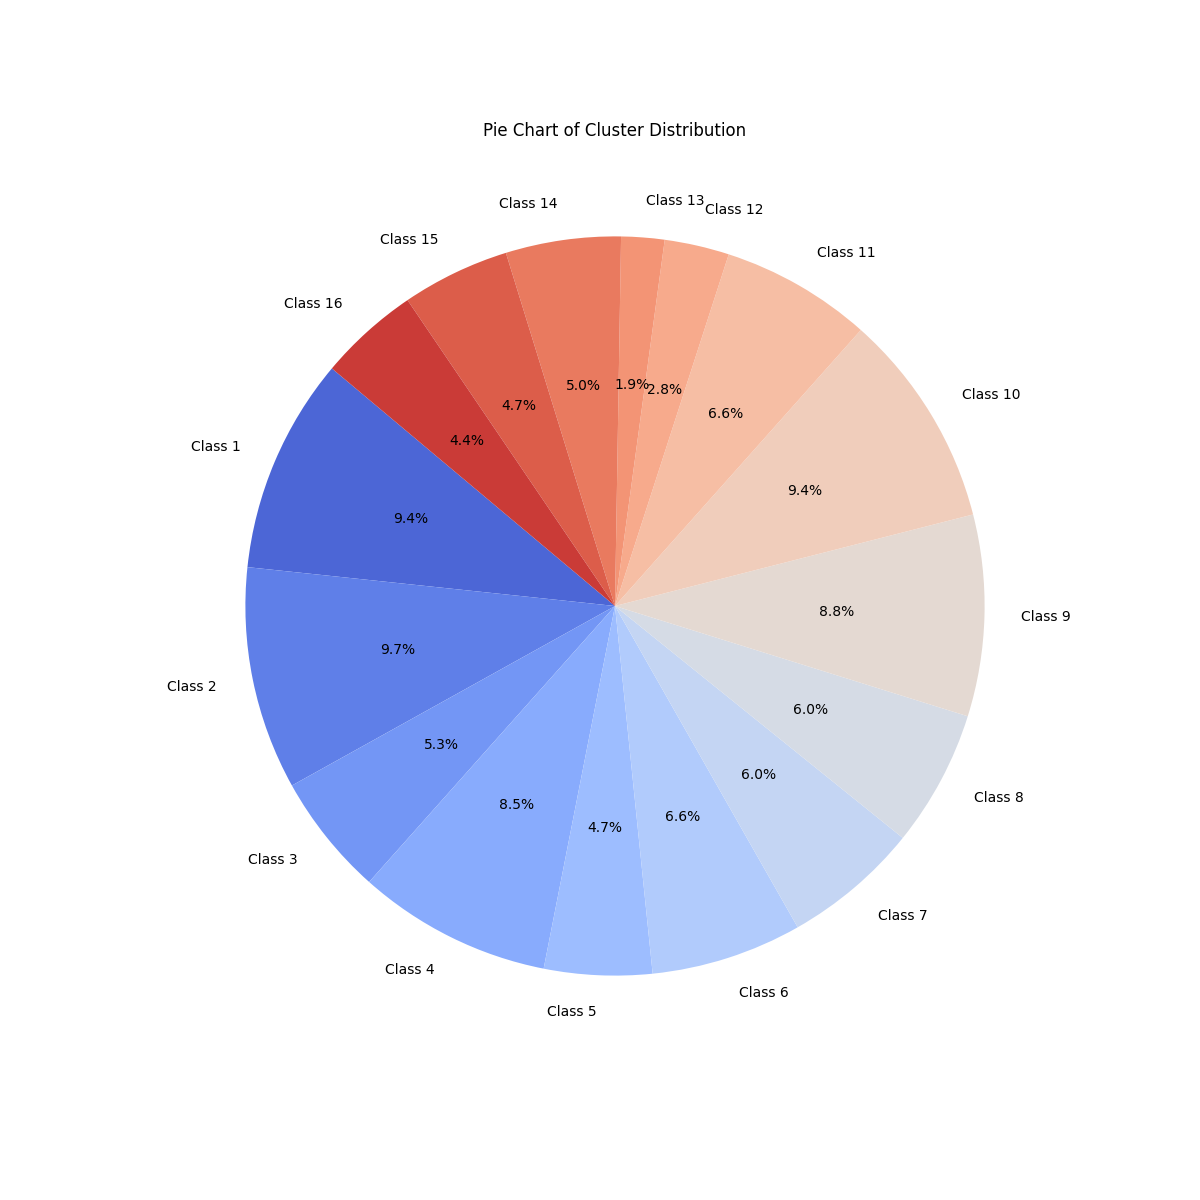 Pie Chart of Cluster Distribution
Class 1
9.4%
Class 2
9.7%
Class 3
5.3%
Class 4
8.5%
Class 5
4.7%
Class 6
6.6%
Class 7
6.0%
Class 8
6.0%
Class 9
8.8%
Class 10
9.4%
Class 11
6.6%
Class 12
2.8%
Class 13
1.9%
Class 14
5.0%
Class 15
4.7%
Class 16
4.4%